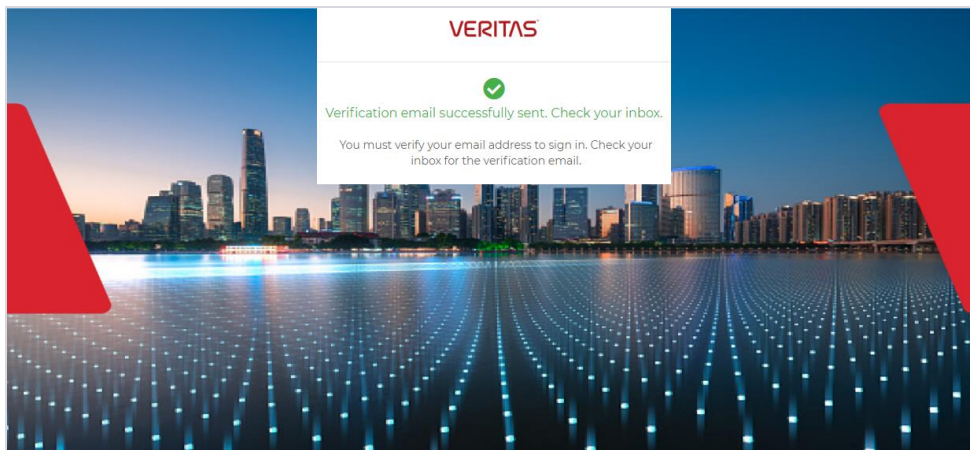 VERITAS
Verification email successfully sent. Check your inbox.
You must verify your email address to sign in. Check your
inbox for the verification email.